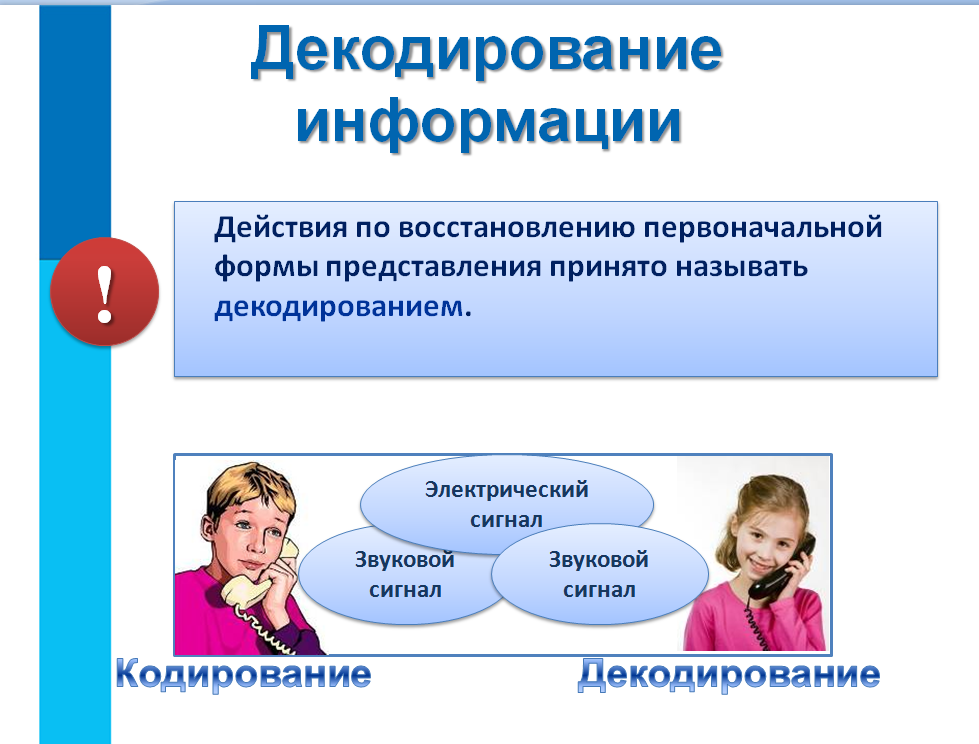 Декодирование
информации
Действия по восстановлению первоначальной
формы представления принято называть
декодированием.
!
Электрический
сигнал
Звуковой
сигнал
Звуковой
сигнал
Кодирование
Декодирование